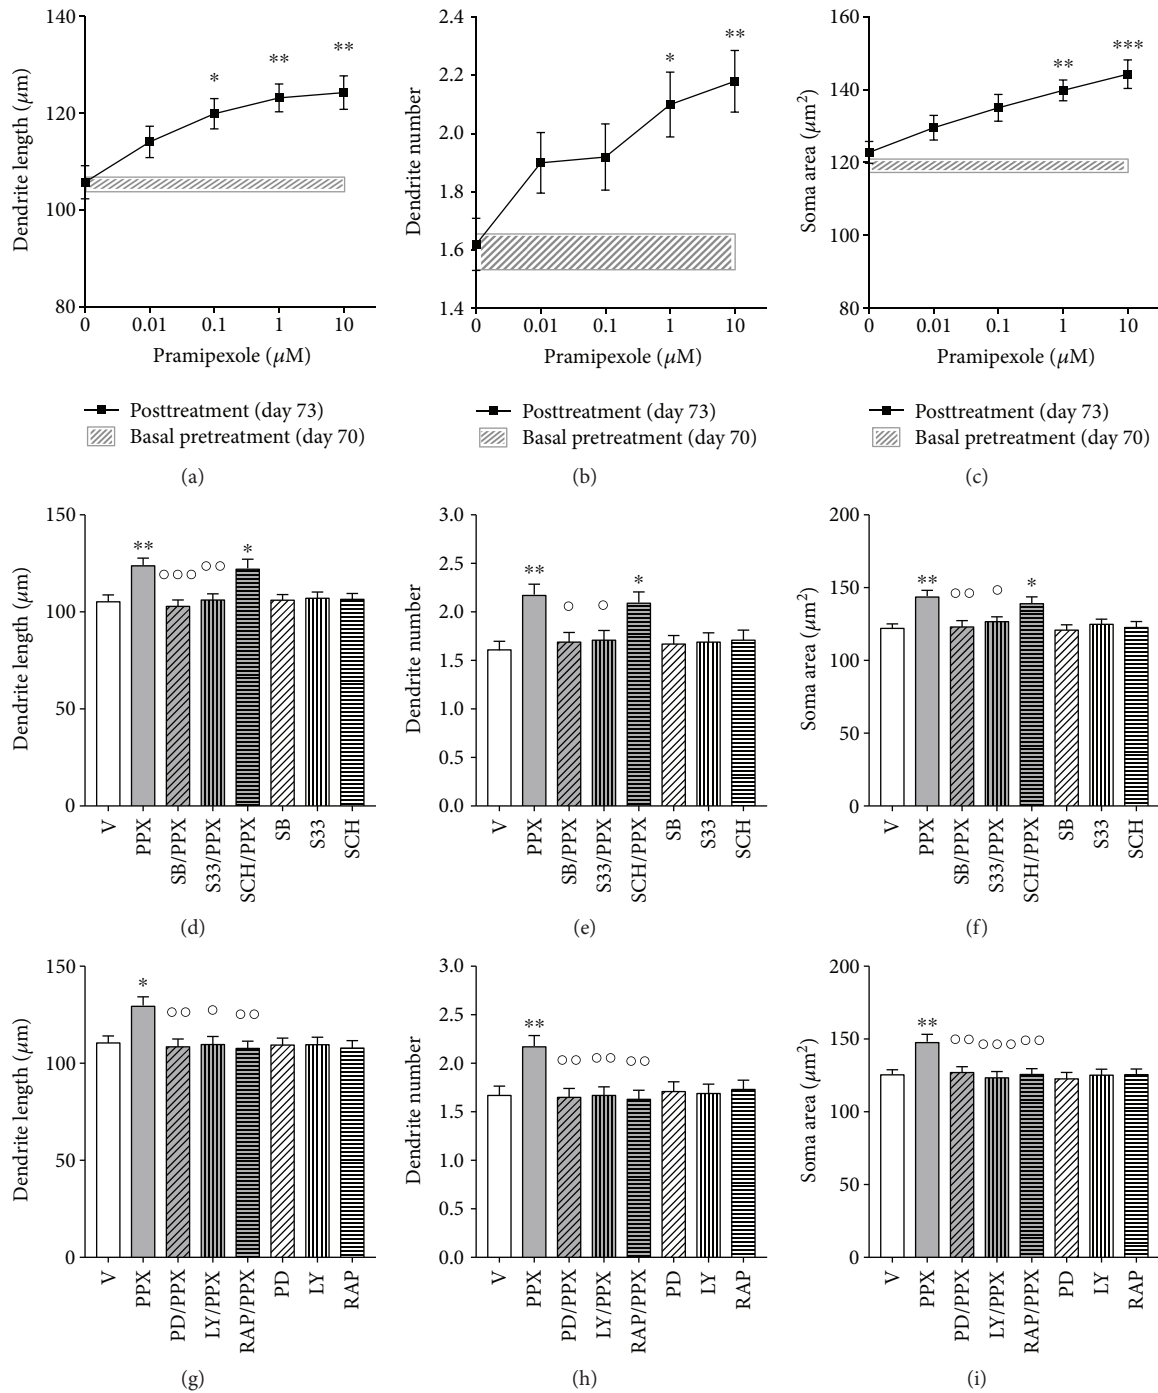 Dendrite length (μm)
140
120
100
80
**
**
*
0 0.01 0.1 1 10
Pramipexole (μM)
Posttreatment (day 73)
Basal pretreatment (day 70)
(a)
Dendrite number
2.4
2.2
2.0
1.8
1.6
1.4
**
*
0 0.01 0.1 1 10
Pramipexole (μM)
Posttreatment (day 73)
Basal pretreatment (day 70)
(b)
Soma area (μm²)
160
140
120
100
80
***
**
0 0.01 0.1 1 10
Pramipexole (μM)
Posttreatment (day 73)
Basal pretreatment (day 70)
(c)
Dendrite length (μm)
150
100
50
0
** ○○○ ○○ *
V PPX SB/PPX S33/PPX SCH/PPX SB S33 SCH
(d)
Dendrite number
3.0
2.5
2.0
1.5
1.0
0.5
0.0
** ○ ○ *
V PPX SB/PPX S33/PPX SCH/PPX SB S33 SCH
(e)
Soma area (μm²)
200
150
100
50
0
** ○○ ○ *
V PPX SB/PPX S33/PPX SCH/PPX SB S33 SCH
(f)
Dendrite length (μm)
150
100
50
0
* ○○ ○ ○○
V PPX PD/PPX LY/PPX RAP/PPX PD LY RAP
(g)
Dendrite number
3.0
2.5
2.0
1.5
1.0
0.5
0.0
** ○○ ○○ ○○
V PPX PD/PPX LY/PPX RAP/PPX PD LY RAP
(h)
Soma area (μm²)
200
150
100
50
0
** ○○ ○○○ ○○
V PPX PD/PPX LY/PPX RAP/PPX PD LY RAP
(i)